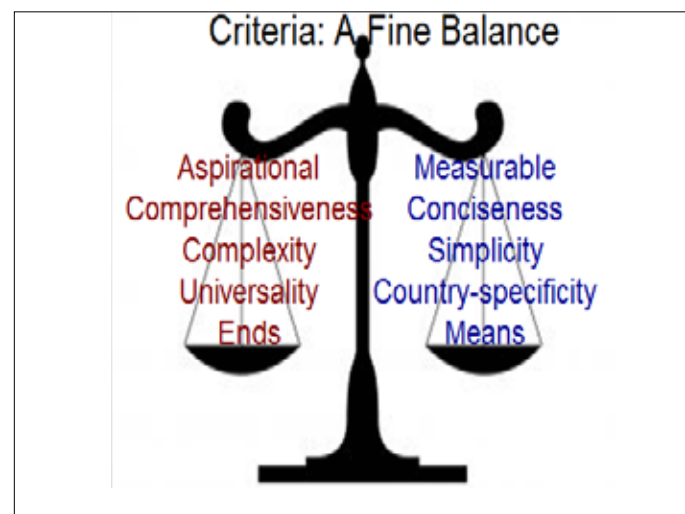 Criteria: A Fine Balance
Aspirational
Comprehensiveness
Complexity
Universality
Ends
Measurable
Conciseness
Simplicity
Country-specificity
Means